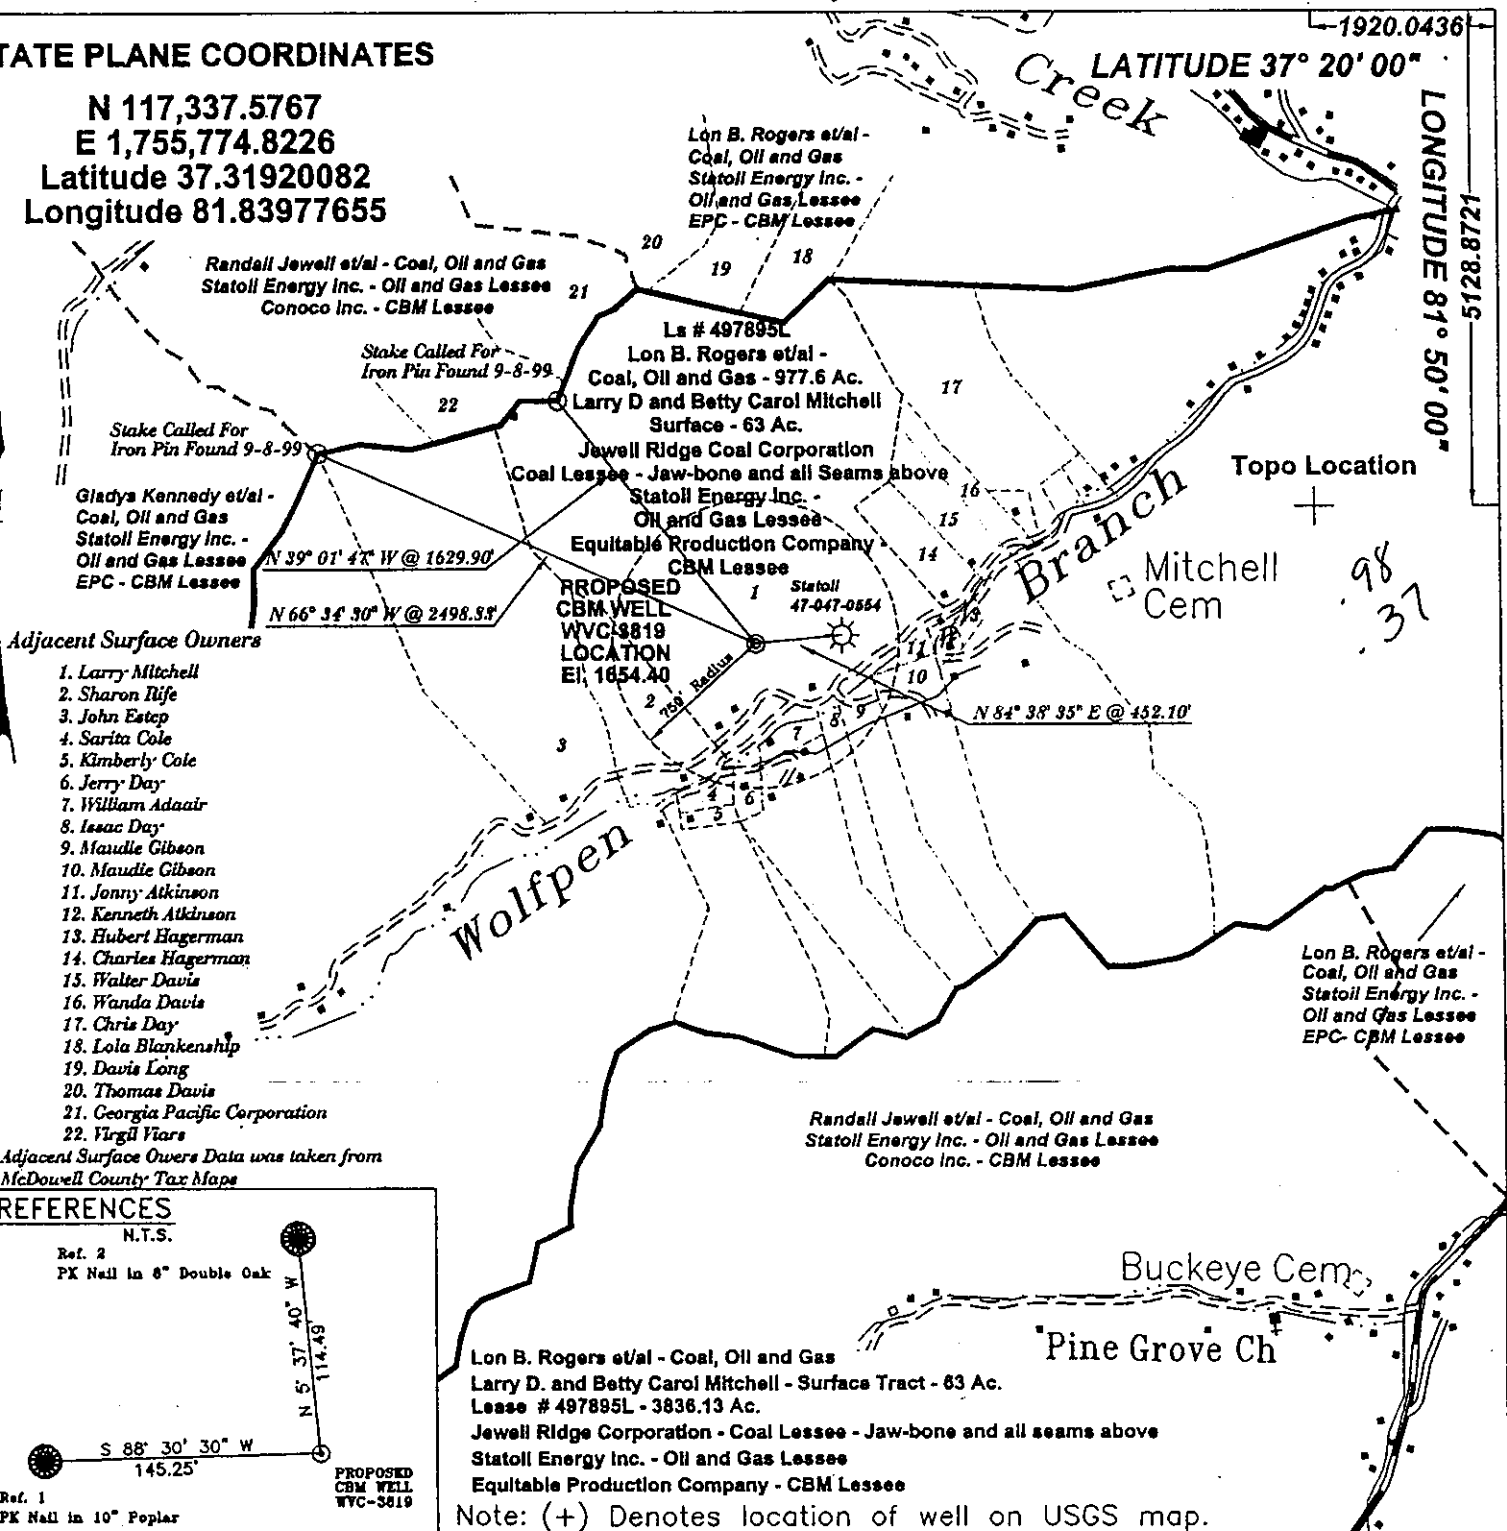 TATE PLANE COORDINATES
N 117,337.5767
E 1,755,774.8226
Latitude 37.31920082
Longitude 81.83977655
1920.0436
LATITUDE 37° 20' 00"
LONGITUDE 81° 50' 00"
5128.8721
Creek
Lon B. Rogers et/al -
Coal, Oil and Gas
Statoil Energy Inc. -
Oil and Gas Lessee
EPC - CBM Lessee
20
19
18
21
Randall Jewell et/al - Coal, Oil and Gas
Statoil Energy Inc. - Oil and Gas Lessee
Conoco Inc. - CBM Lessee
Stake Called For
Iron Pin Found 9-8-99
22
Stake Called For
Iron Pin Found 9-8-99
Ls # 497895L
Lon B. Rogers et/al -
Coal, Oil and Gas - 977.6 Ac.
Larry D and Betty Carol Mitchell
Surface - 63 Ac.
Jewell Ridge Coal Corporation
Coal Lessee - Jaw-bone and all Seams above
Statoil Energy Inc. -
Oil and Gas Lessee
Equitable Production Company -
CBM Lessee
17
16
15
14
Topo Location
Gladys Kennedy et/al -
Coal, Oil and Gas
Statoil Energy Inc. -
Oil and Gas Lessee
EPC - CBM Lessee
N 39° 01' 47" W @ 1629.90'
N 66° 34' 30" W @ 2498.33'
PROPOSED
CBM WELL
WVC-3819
LOCATION
El. 1654.40
1
Statoil
47-047-0554
Branch
Mitchell
Cem
.98
.37
11
10
2
750' Radius
3
9
8
7
N 84° 38' 35" E @ 452.10'
4
5
6
Wolfpen
Adjacent Surface Owners
1. Larry Mitchell
2. Sharon Rife
3. John Estep
4. Sarita Cole
5. Kimberly Cole
6. Jerry Day
7. William Adaair
8. Issac Day
9. Maudie Gibson
10. Maudie Gibson
11. Jonny Atkinson
12. Kenneth Atkinson
13. Hubert Hagerman
14. Charles Hagerman
15. Walter Davis
16. Wanda Davis
17. Chris Day
18. Lola Blankenship
19. Davis Long
20. Thomas Davis
21. Georgia Pacific Corporation
22. Virgil Viars
Adjacent Surface Owers Data was taken from
McDowell County Tax Maps
Lon B. Rogers et/al -
Coal, Oil and Gas
Statoil Energy Inc. -
Oil and Gas Lessee
EPC- CBM Lessee
Randall Jewell et/al - Coal, Oil and Gas
Statoil Energy Inc. - Oil and Gas Lessee
Conoco Inc. - CBM Lessee
REFERENCES
N.T.S.
Ref. 2
PX Nail in 8" Double Oak
N 5° 37' 40" W
114.49'
S 88° 30' 30" W
145.25'
PROPOSED
CBM WELL
WVC-3819
Ref. 1
PK Nail in 10" Poplar
Buckeye Cem
Pine Grove Ch
Lon B. Rogers et/al - Coal, Oil and Gas
Larry D. and Betty Carol Mitchell - Surface Tract - 63 Ac.
Lease # 497895L - 3836.13 Ac.
Jewell Ridge Corporation - Coal Lessee - Jaw-bone and all seams above
Statoil Energy Inc. - Oil and Gas Lessee
Equitable Production Company - CBM Lessee
Note: (+) Denotes location of well on USGS map.